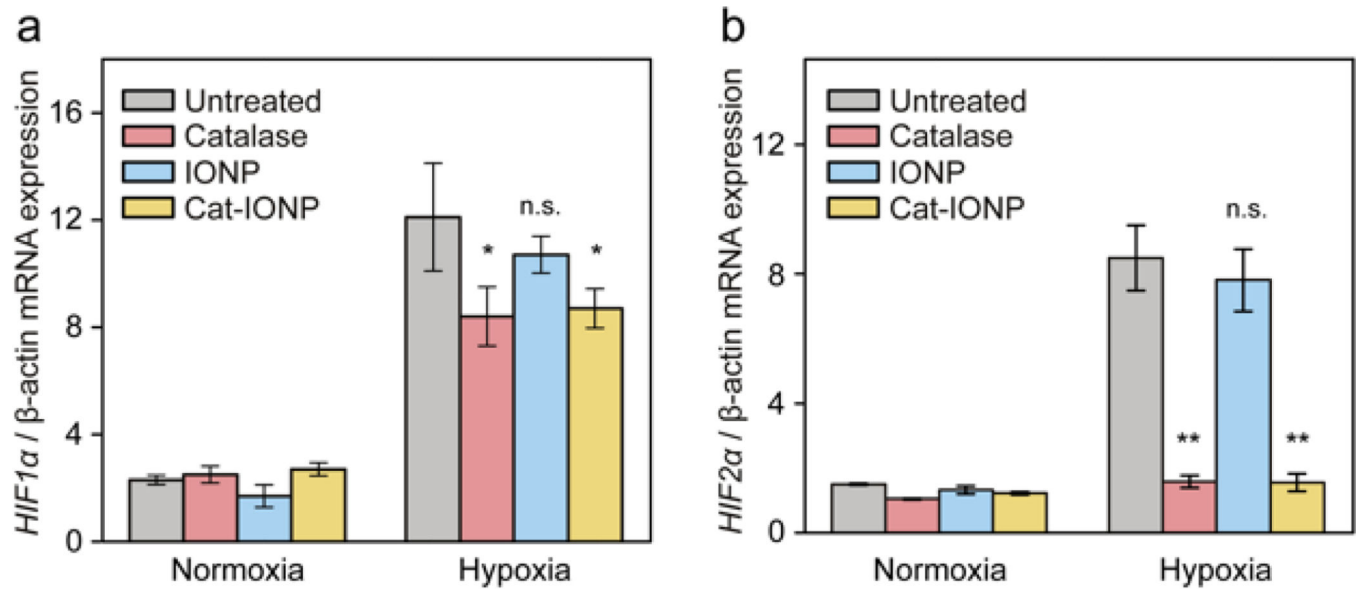 a
HIF1α / β-actin mRNA expression
16
12
8
4
0
Untreated
Catalase
IONP
Cat-IONP
*
n.s.
*
Normoxia
Hypoxia
b
HIF2α / β-actin mRNA expression
12
8
4
0
Untreated
Catalase
IONP
Cat-IONP
**
n.s.
**
Normoxia
Hypoxia